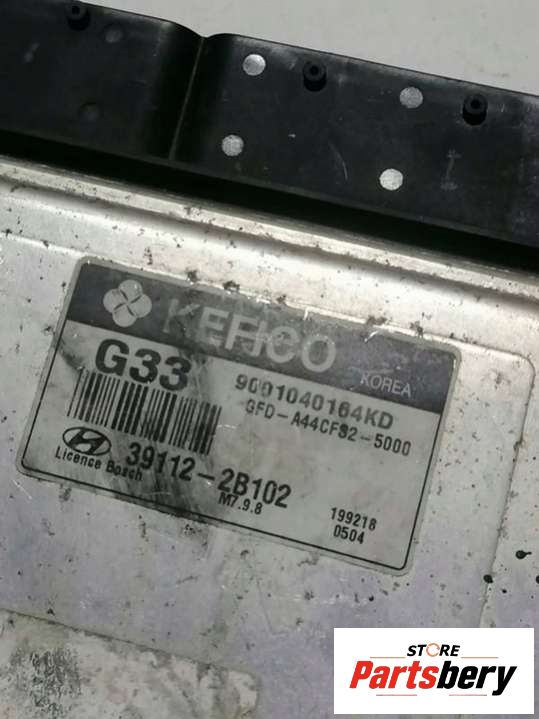 KEFICO
KOREA
G33
9001040164KD
GFD-A44CFS2-5000
39112-2B102
Licence Bosch
M7.9.8
199218
0504
STORE
Partsbery